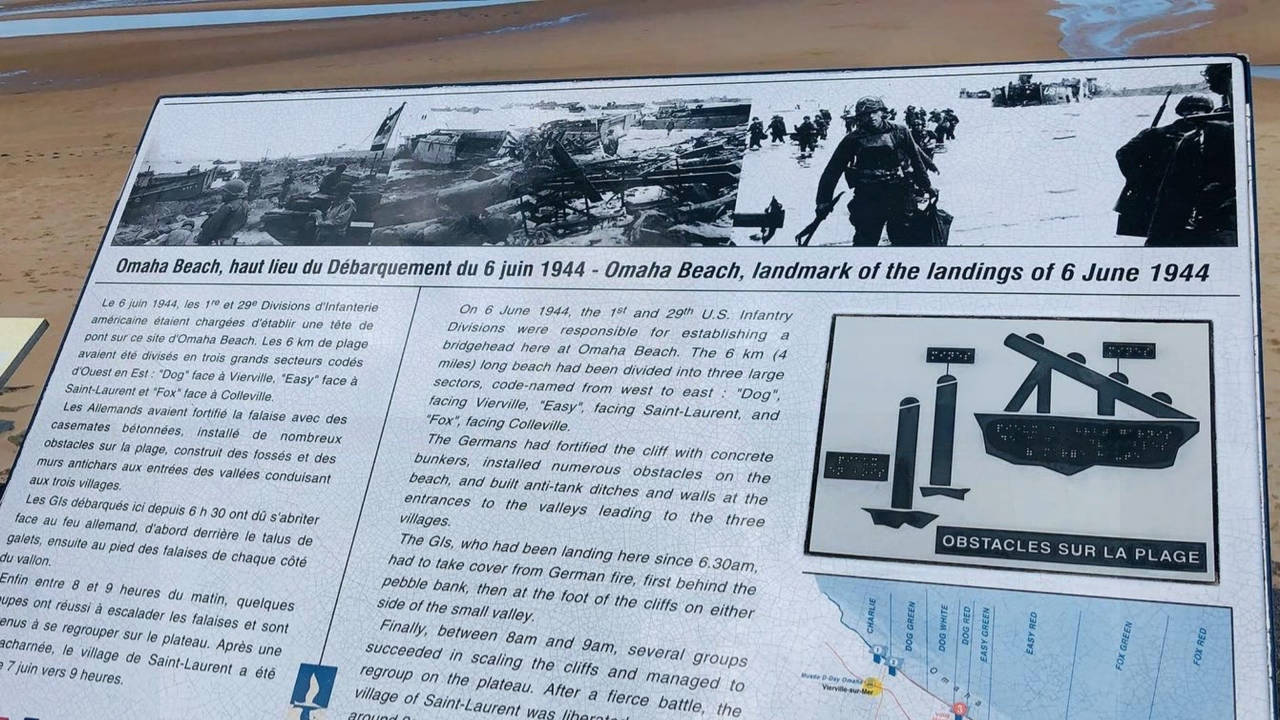 Omaha Beach, haut lieu du Débarquement du 6 juin 1944 - Omaha Beach, landmark of the landings of 6 June 1944
Le 6 juin 1944, les 1re et 29e Divisions d'Infanterie
américaine étaient chargées d'établir une tête de
pont sur ce site d'Omaha Beach. Les 6 km de plage
avaient été divisés en trois grands secteurs codés
d'Ouest en Est : "Dog" face à Vierville, "Easy" face à
Saint-Laurent et "Fox" face à Colleville.
Les Allemands avaient fortifié la falaise avec des
casemates bétonnées, installé de nombreux
obstacles sur la plage, construit des fossés et des
murs antichars aux entrées des vallées conduisant
aux trois villages.
Les GIs débarqués ici depuis 6 h 30 ont dû s'abriter
face au feu allemand, d'abord derrière le talus de
galets, ensuite au pied des falaises de chaque côté
du vallon.
Enfin entre 8 et 9 heures du matin, quelques
oupes ont réussi à escalader les falaises et sont
enus à se regrouper sur le plateau. Après une
acharnée, le village de Saint-Laurent a été
e 7 juin vers 9 heures.
On 6 June 1944, the 1st and 29th U.S. Infantry
Divisions were responsible for establishing a
bridgehead here at Omaha Beach. The 6 km (4
miles) long beach had been divided into three large
sectors, code-named from west to east : "Dog",
facing Vierville, "Easy", facing Saint-Laurent, and
"Fox", facing Colleville.
The Germans had fortified the cliff with concrete
bunkers, installed numerous obstacles on the
beach, and built anti-tank ditches and walls at the
entrances to the valleys leading to the three
villages.
The GIs, who had been landing here since 6.30am,
had to take cover from German fire, first behind the
pebble bank, then at the foot of the cliffs on either
side of the small valley.
Finally, between 8am and 9am, several groups
succeeded in scaling the cliffs and managed to
regroup on the plateau. After a fierce battle, the
village of Saint-Laurent was liberated
around
OBSTACLES SUR LA PLAGE
CHARLIE
DOG GREEN
DOG WHITE
DOG RED
EASY GREEN
EASY RED
FOX GREEN
FOX RED
Musée D-Day Omaha
Vierville-sur-Mer
Omaha